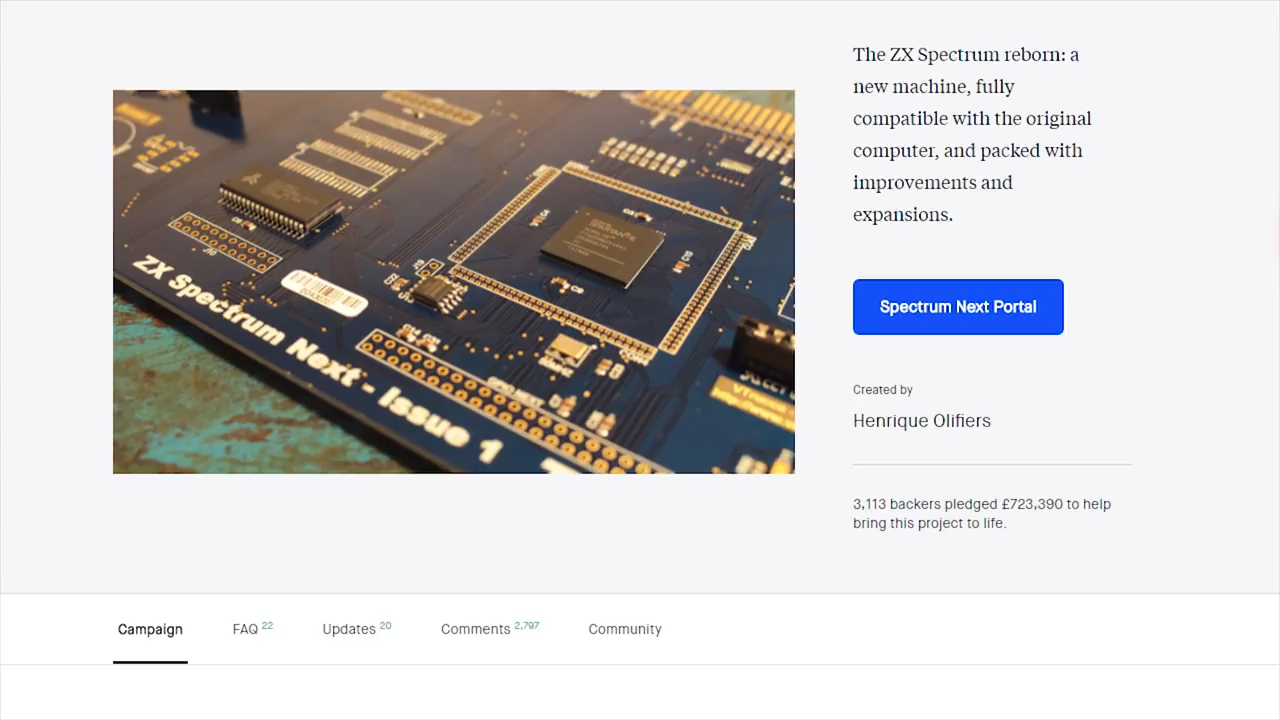 The ZX Spectrum reborn: a
new machine, fully
compatible with the original
computer, and packed with
improvements and
expansions.
ZX Spectrum Next - Issue 1
Spectrum Next Portal
Created by
Henrique Olifiers
3,113 backers pledged £723,390 to help
bring this project to life.
Campaign
FAQ 22
Updates 20
Comments 2,797
Community